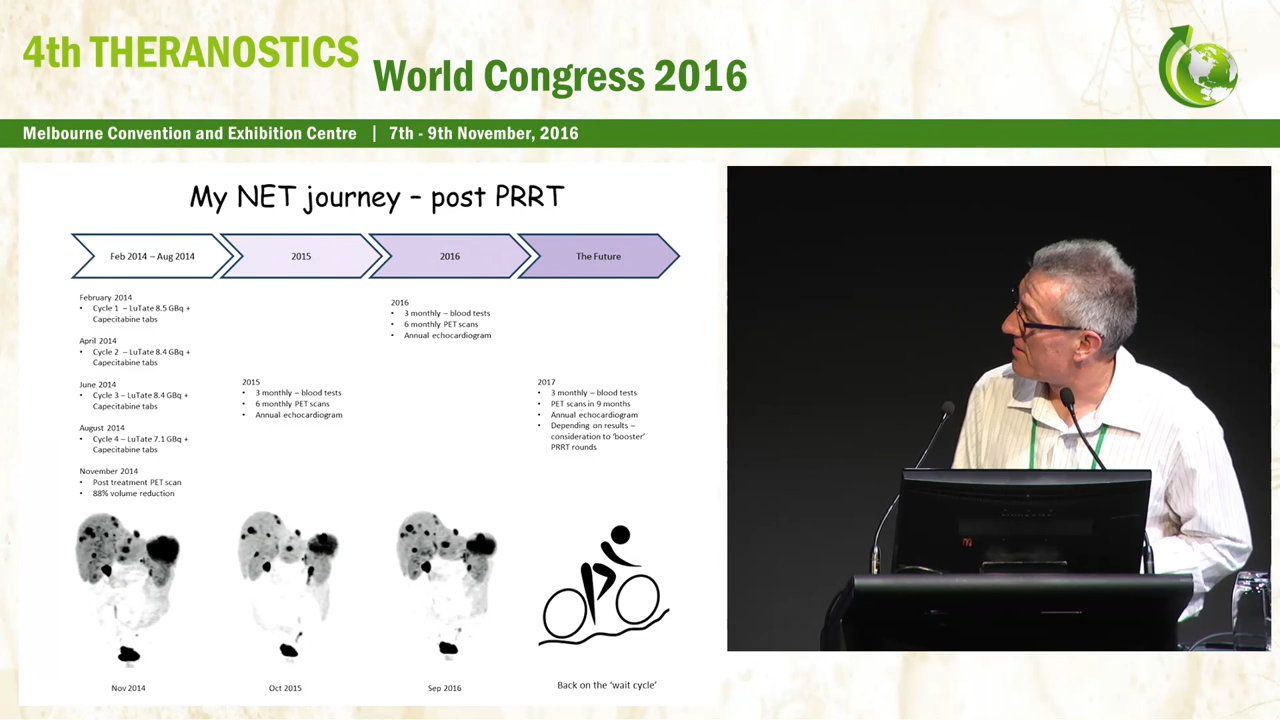 4th THERANOSTICS
World Congress 2016
Melbourne Convention and Exhibition Centre | 7th - 9th November, 2016
My NET journey – post PRRT
Feb 2014 – Aug 2014
2015
2016
The Future
February 2014
• Cycle 1 – LuTate 8.5 GBq +
Capecitabine tabs
April 2014
• Cycle 2 – LuTate 8.4 GBq +
Capecitabine tabs
June 2014
• Cycle 3 – LuTate 8.4 GBq +
Capecitabine tabs
August 2014
• Cycle 4 – LuTate 7.1 GBq +
Capecitabine tabs
November 2014
• Post treatment PET scan
• 88% volume reduction
2015
• 3 monthly – blood tests
• 6 monthly PET scans
• Annual echocardiogram
2016
• 3 monthly – blood tests
• 6 monthly PET scans
• Annual echocardiogram
2017
• 3 monthly – blood tests
• PET scans in 9 months
• Annual echocardiogram
• Depending on results –
consideration to ‘booster’
PRRT rounds
Nov 2014
Oct 2015
Sep 2016
Back on the ‘wait cycle’